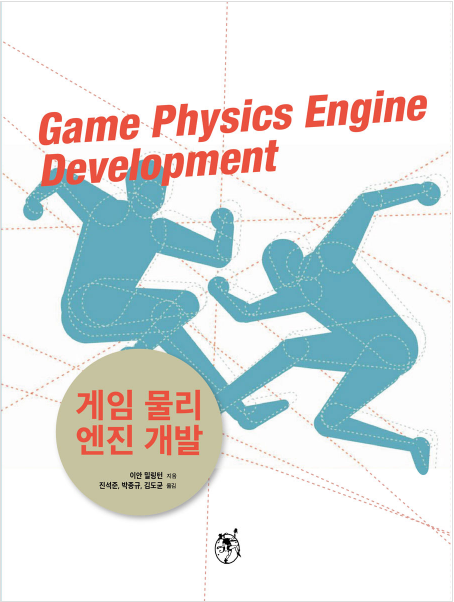 Game Physics Engine
Development
게임 물리
엔진 개발
이안 밀링턴 지음
진석준, 박중규, 김도균 옮김